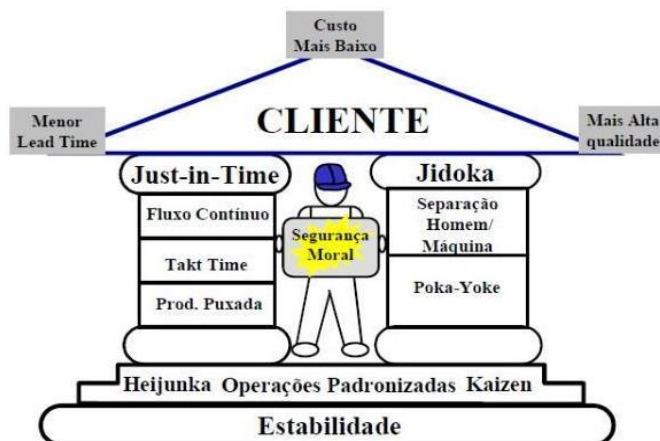 Custo
Mais Baixo
Menor
Lead Time
CLIENTE
Mais Alta
qualidade
Just-in-Time
Jidoka
Fluxo Contínuo
Takt Time
Prod. Puxada
Segurança
Moral
Separação
Homem/
Máquina
Poka-Yoke
Heijunka Operações Padronizadas Kaizen
Estabilidade